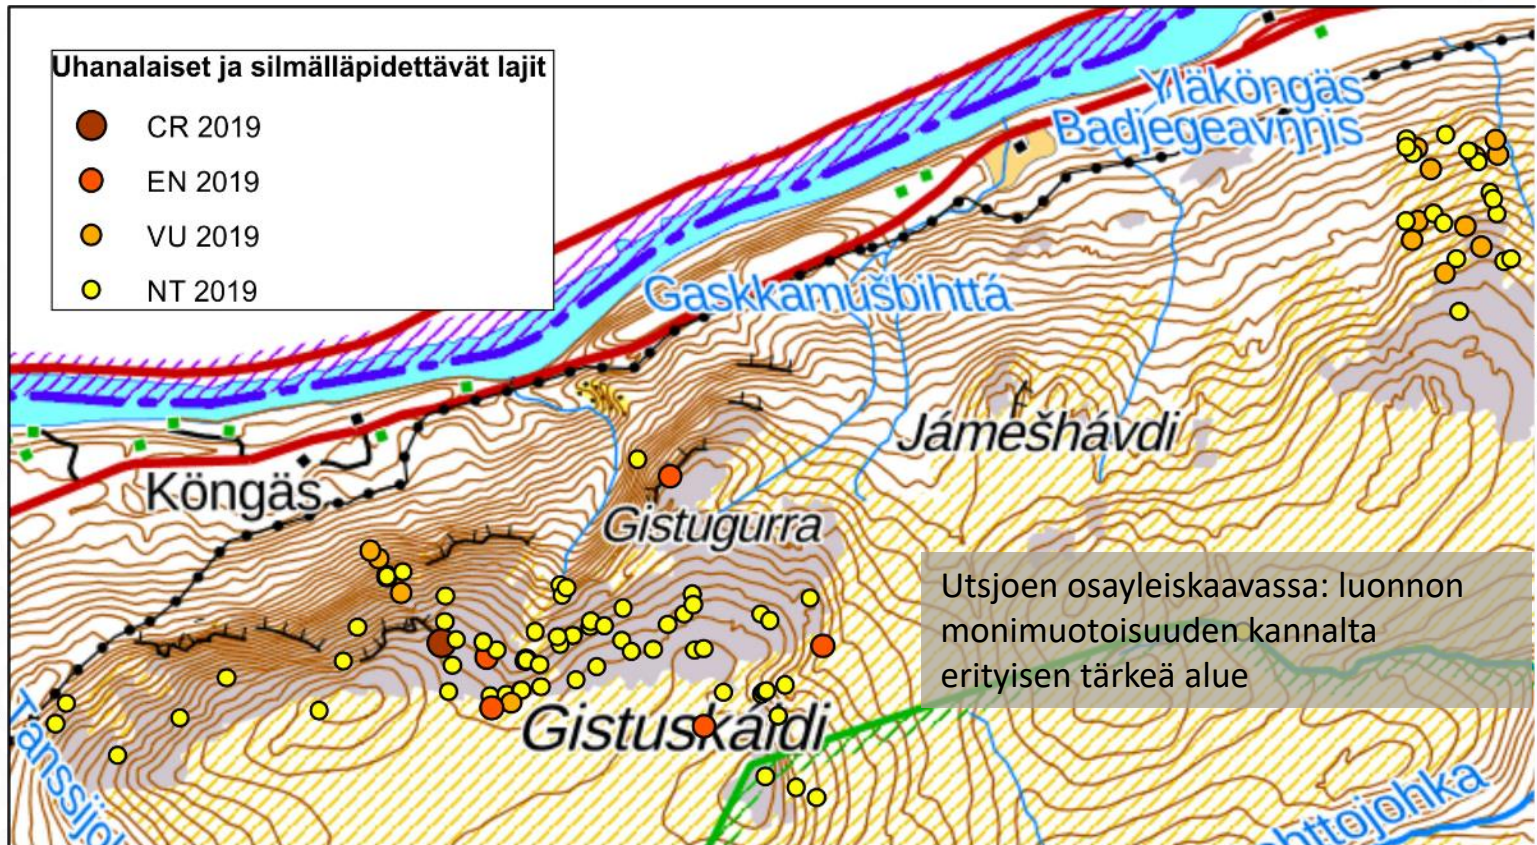 Uhanalaiset ja silmälläpidettävät lajit
CR 2019
EN 2019
VU 2019
NT 2019
Yläköngäs
Badjegeavŋŋis
Gaskkamušbihttá
Jámešhávdi
Köngäs
Gistugurra
Utsjoen osayleiskaavassa: luonnon
monimuotoisuuden kannalta
erityisen tärkeä alue
Gistuskáidi